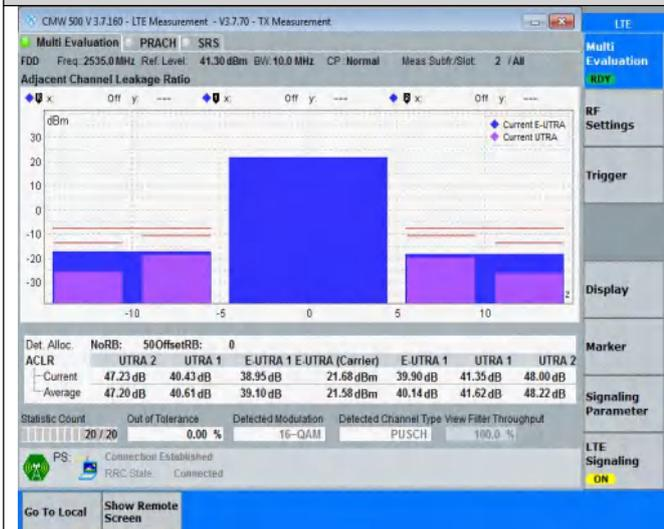 CMW 500 V 3.7.160 - LTE Measurement - V3.7.70 - TX Measurement
LTE
Multi Evaluation PRACH SRS
FDD Freq.:2535.0 MHz Ref. Level: 41.30 dBm BW: 10.0 MHz CP: Normal Meas Subfr./Slot: 2 / All
Adjacent Channel Leakage Ratio
x: Off y: --- x: Off y: --- x: Off y: ---
dBm
Current E-UTRA
Current UTRA
30
20
10
0
-10
-20
-30
-10 -5 0 5 10
Det. Alloc. NoRB: 50 OffsetRB: 0
ACLR UTRA 2 UTRA 1 E-UTRA 1 E-UTRA (Carrier) E-UTRA 1 UTRA 1 UTRA 2
Current 47.23 dB 40.43 dB 38.95 dB 21.68 dBm 39.90 dB 41.35 dB 48.00 dB
Average 47.20 dB 40.61 dB 39.10 dB 21.58 dBm 40.14 dB 41.62 dB 48.22 dB
Statistic Count Out of Tolerance Detected Modulation Detected Channel Type View Filter Throughput
20 / 20 0.00 % 16-QAM PUSCH 100.0 %
PS: Connection Established
RRC State: Connected
Multi
Evaluation
RDY
RF
Settings
Trigger
Display
Marker
Signaling
Parameter
LTE
Signaling
ON
Go To Local
Show Remote
Screen